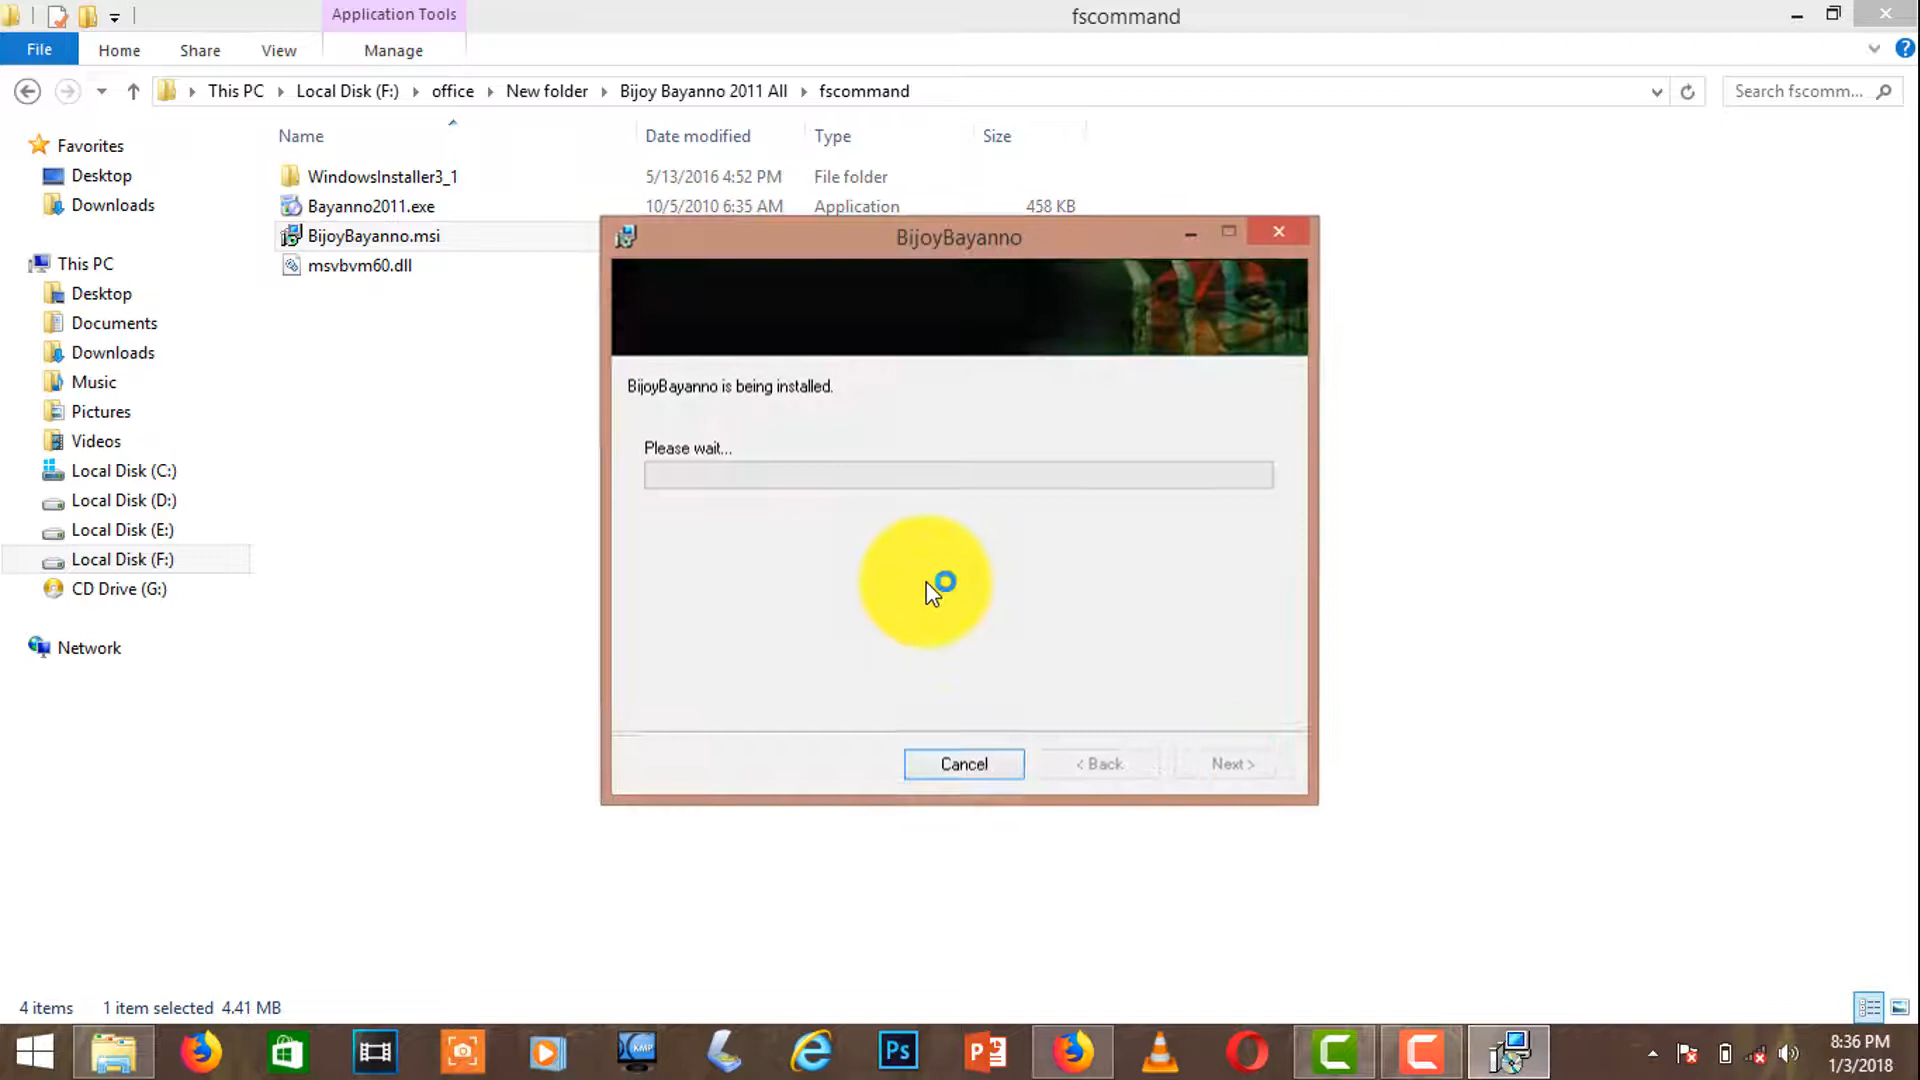 Application Tools
fscommand
File
Home
Share
View
Manage
This PC
Local Disk (F:)
office
New folder
Bijoy Bayanno 2011 All
fscommand
Search fscomm...
Name
Date modified
Type
Size
Favorites
Desktop
Downloads
This PC
Desktop
Documents
Downloads
Music
Pictures
Videos
Local Disk (C:)
Local Disk (D:)
Local Disk (E:)
Local Disk (F:)
CD Drive (G:)
Network
WindowsInstaller3_1
5/13/2016 4:52 PM
File folder
Bayanno2011.exe
10/5/2010 6:35 AM
Application
458 KB
BijoyBayanno.msi
msvbvm60.dll
BijoyBayanno
BijoyBayanno is being installed.
Please wait...
Cancel
< Back
Next >
4 items
1 item selected 4.41 MB
KMP
Ps
8:36 PM
1/3/2018